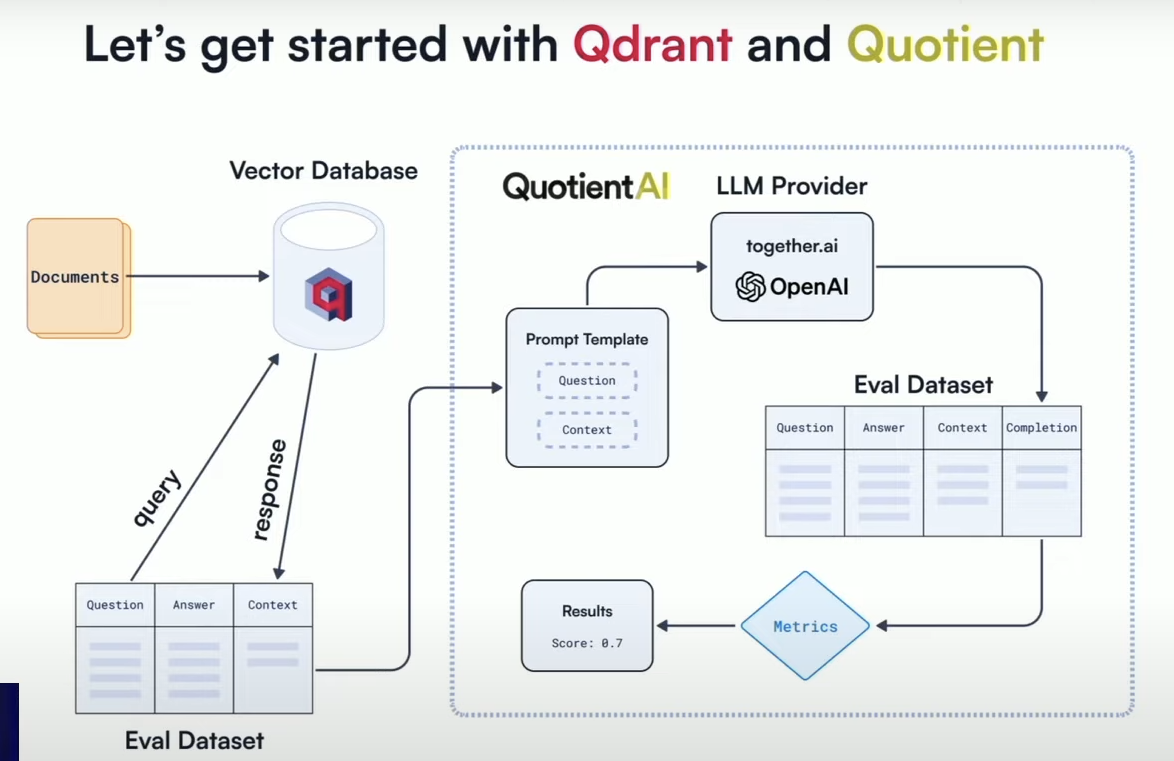 Let's get started with Qdrant and Quotient
Vector Database
Documents
query
response
Question Answer Context
Eval Dataset
QuotientAI
LLM Provider
together.ai
OpenAI
Prompt Template
Question
Context
Eval Dataset
Question Answer Context Completion
Metrics
Results
Score: 0.7